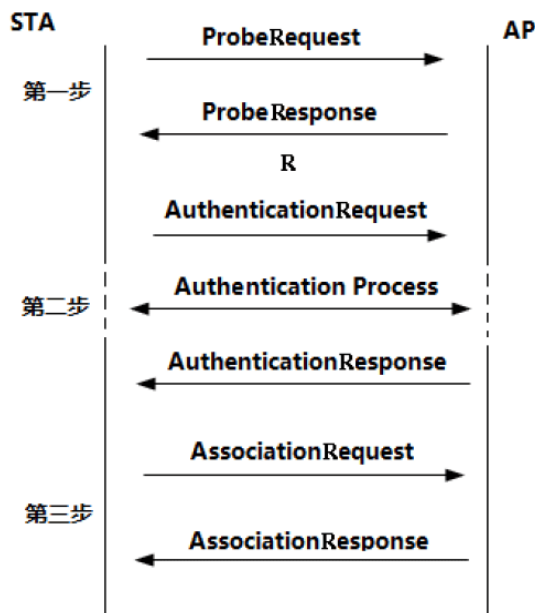 STA
AP
ProbeRequest
第一步
ProbeResponse
R
AuthenticationRequest
Authentication Process
第二步
AuthenticationResponse
AssociationRequest
第三步
AssociationResponse